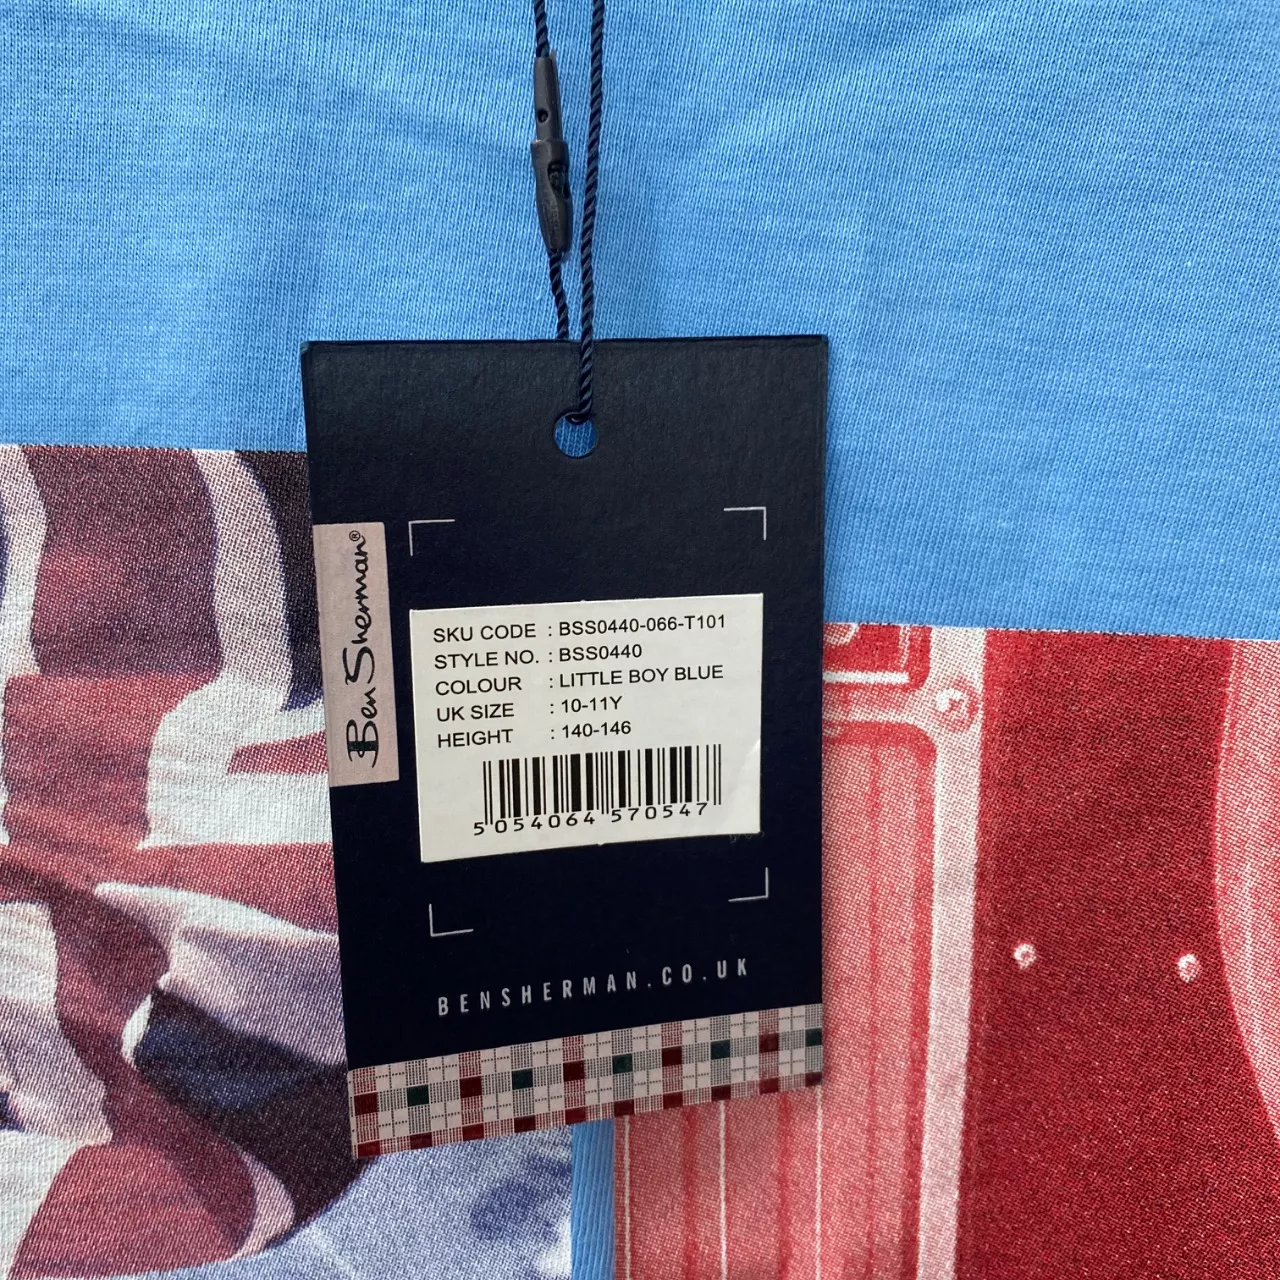 Ben Sherman®
SKU CODE : BSS0440-066-T101
STYLE NO. : BSS0440
COLOUR : LITTLE BOY BLUE
UK SIZE : 10-11Y
HEIGHT : 140-146
5 054064 570547
BENSHERMAN.CO.UK